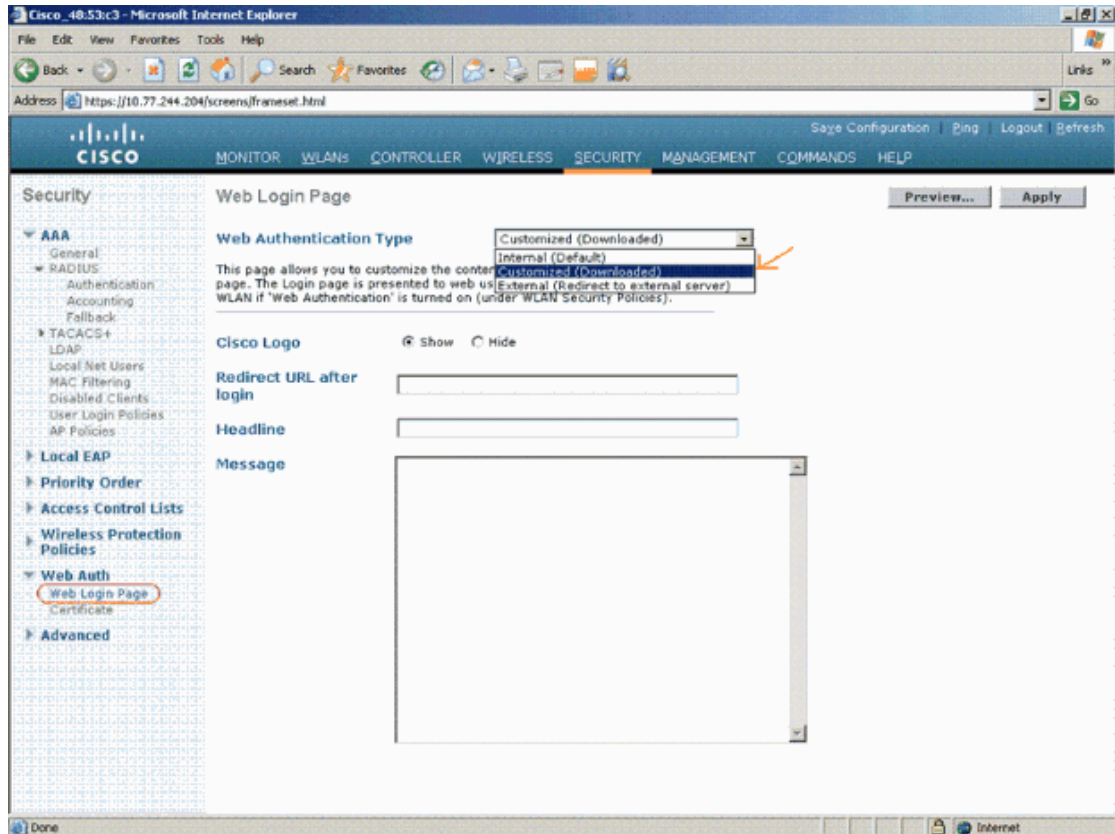 Cisco_48:53:c3 - Microsoft Internet Explorer
File Edit View Favorites Tools Help
Back Search Favorites Links
Address https://10.77.244.204/screens/frameset.html Go
Save Configuration Ping Logout Refresh
CISCO MONITOR WLANs CONTROLLER WIRELESS SECURITY MANAGEMENT COMMANDS HELP
Security
AAA
General
RADIUS
Authentication
Accounting
Fallback
TACACS+
LDAP
Local Net Users
MAC Filtering
Disabled Clients
User Login Policies
AP Policies
Local EAP
Priority Order
Access Control Lists
Wireless Protection
Policies
Web Auth
Web Login Page
Certificate
Advanced
Web Login Page
Preview... Apply
Web Authentication Type Customized (Downloaded)
Internal (Default)
Customized (Downloaded)
External (Redirect to external server)
This page allows you to customize the
page. The Login page is presented to web
WLAN if 'Web Authentication' is turned on (under WLAN Security Policies).
Cisco Logo Show Hide
Redirect URL after
login
Headline
Message
Done Internet